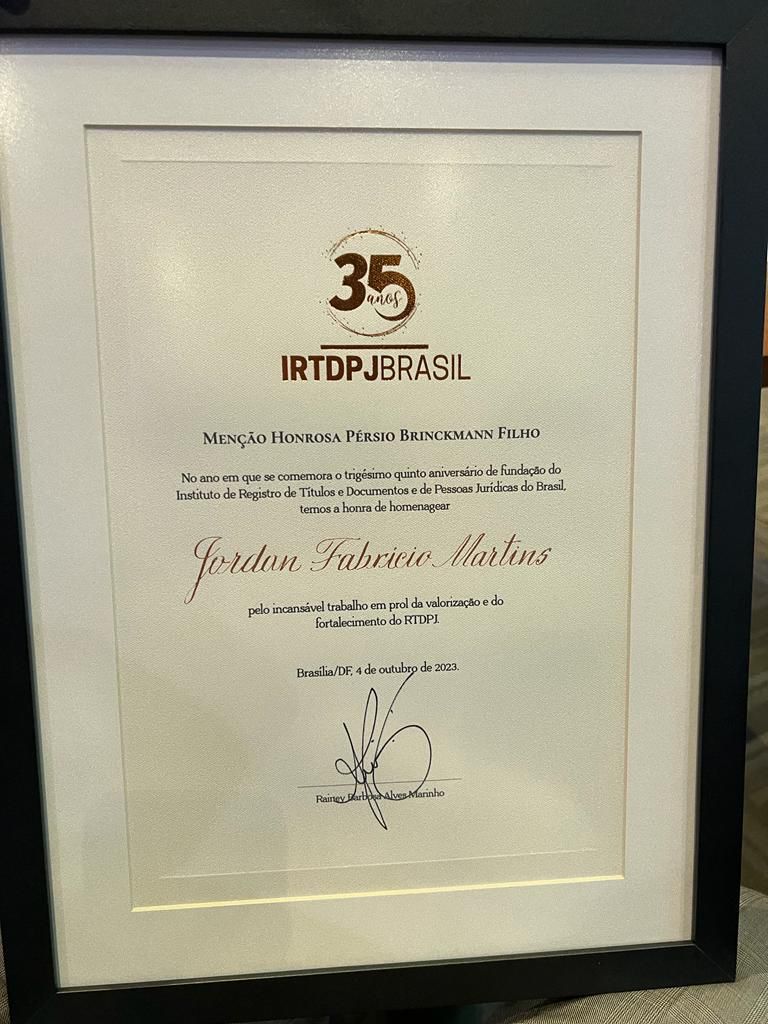 35
anos
IRTDPJBRASIL
Menção Honrosa Pérsio Brinckmann Filho
No ano em que se comemora o trigésimo quinto aniversário de fundação do
Instituto de Registro de Títulos e Documentos e de Pessoas Jurídicas do Brasil,
temos a honra de homenagear
Jordan Fabrício Martins
pelo incansável trabalho em prol da valorização e do
fortalecimento do RTDPJ.
Brasília/DF, 4 de outubro de 2023.
Rainey Barbosa Alves Marinho